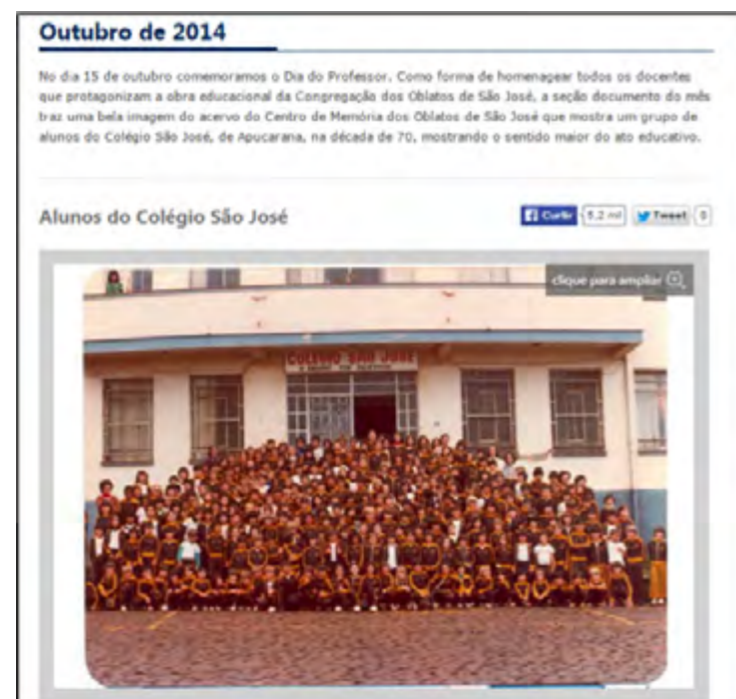 Outubro de 2014
No dia 15 de outubro comemoramos o Dia do Professor. Como forma de homenagear todos os docentes
que protagonizam a obra educacional da Congregação dos Oblatos de São José, a seção documento do mês
traz uma bela imagem do acervo do Centro de Memória dos Oblatos de São José que mostra um grupo de
alunos do Colégio São José, de Apucarana, na década de 70, mostrando o sentido maior do ato educativo.
Alunos do Colégio São José
Curtir 5,2 mil Tweet 0
clique para ampliar
COLÉGIO SÃO JOSÉ